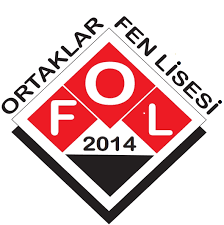 ORTAKLAR FEN LİSESİ
O
F L
2014